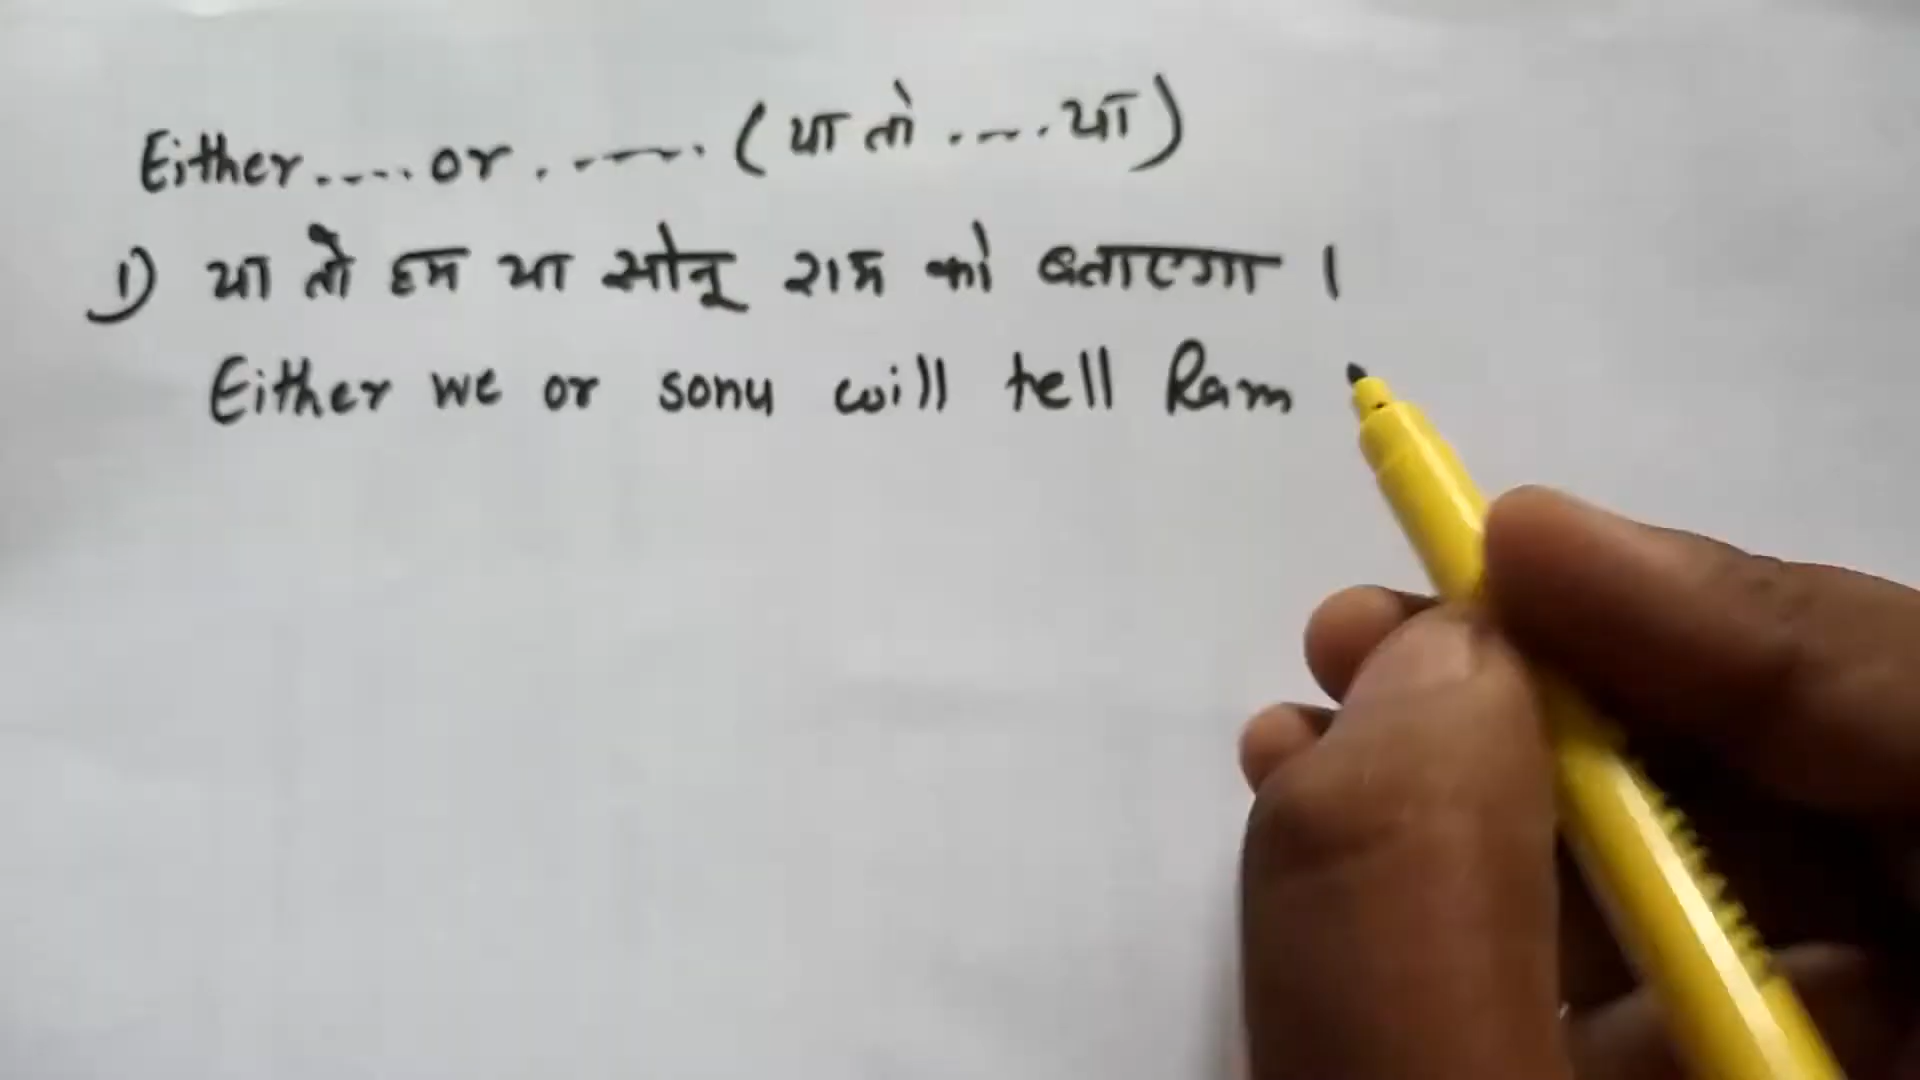 Either.....or.------.(या तो .--..या)
1) या तो हम या सोनू राम को बताएगा ।
Either we or sonu will tell Ram